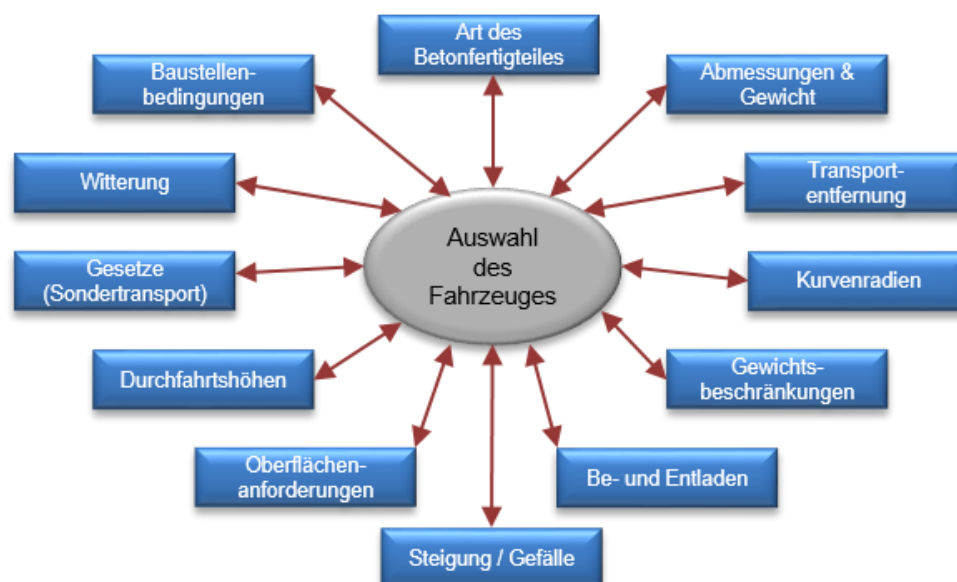 Art des
Betonfertigteiles
Baustellen-
bedingungen
Abmessungen &
Gewicht
Witterung
Transport-
entfernung
Auswahl
des
Fahrzeuges
Gesetze
(Sondertransport)
Kurvenradien
Durchfahrtshöhen
Gewichts-
beschränkungen
Oberflächen-
anforderungen
Be- und Entladen
Steigung / Gefälle